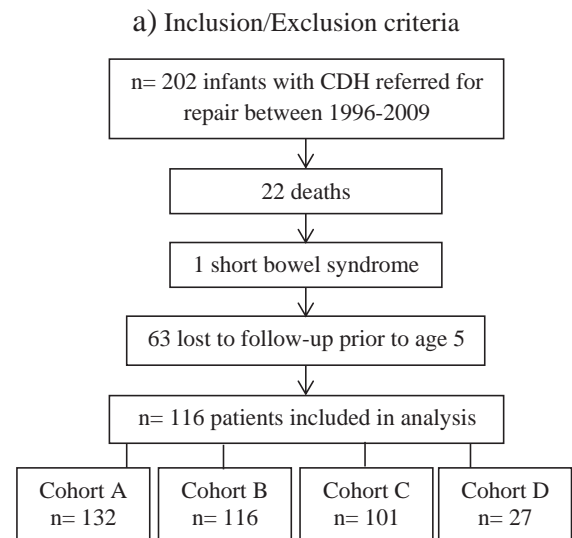 a) Inclusion/Exclusion criteria
n= 202 infants with CDH referred for
repair between 1996-2009
22 deaths
1 short bowel syndrome
63 lost to follow-up prior to age 5
n= 116 patients included in analysis
Cohort A
n= 132
Cohort B
n= 116
Cohort C
n= 101
Cohort D
n= 27